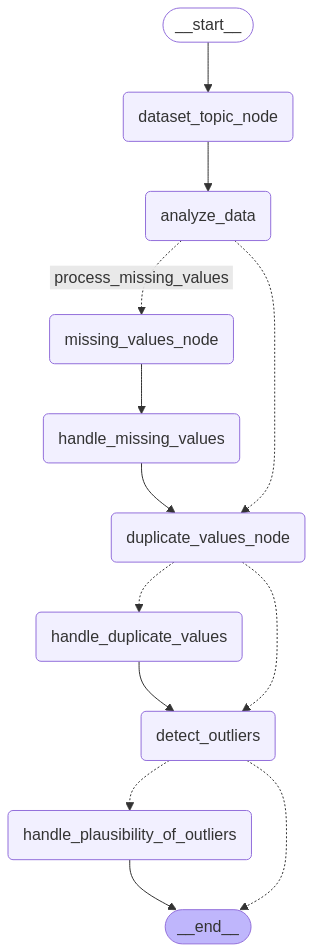 __start__
dataset_topic_node
analyze_data
process_missing_values
missing_values_node
handle_missing_values
duplicate_values_node
handle_duplicate_values
detect_outliers
handle_plausibility_of_outliers
__end__